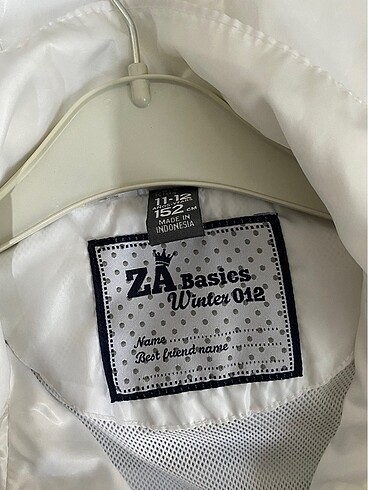 11-12
152 CM
MADE IN
INDONESIA
ZA Basics
Winter 012
Name
Best friend name